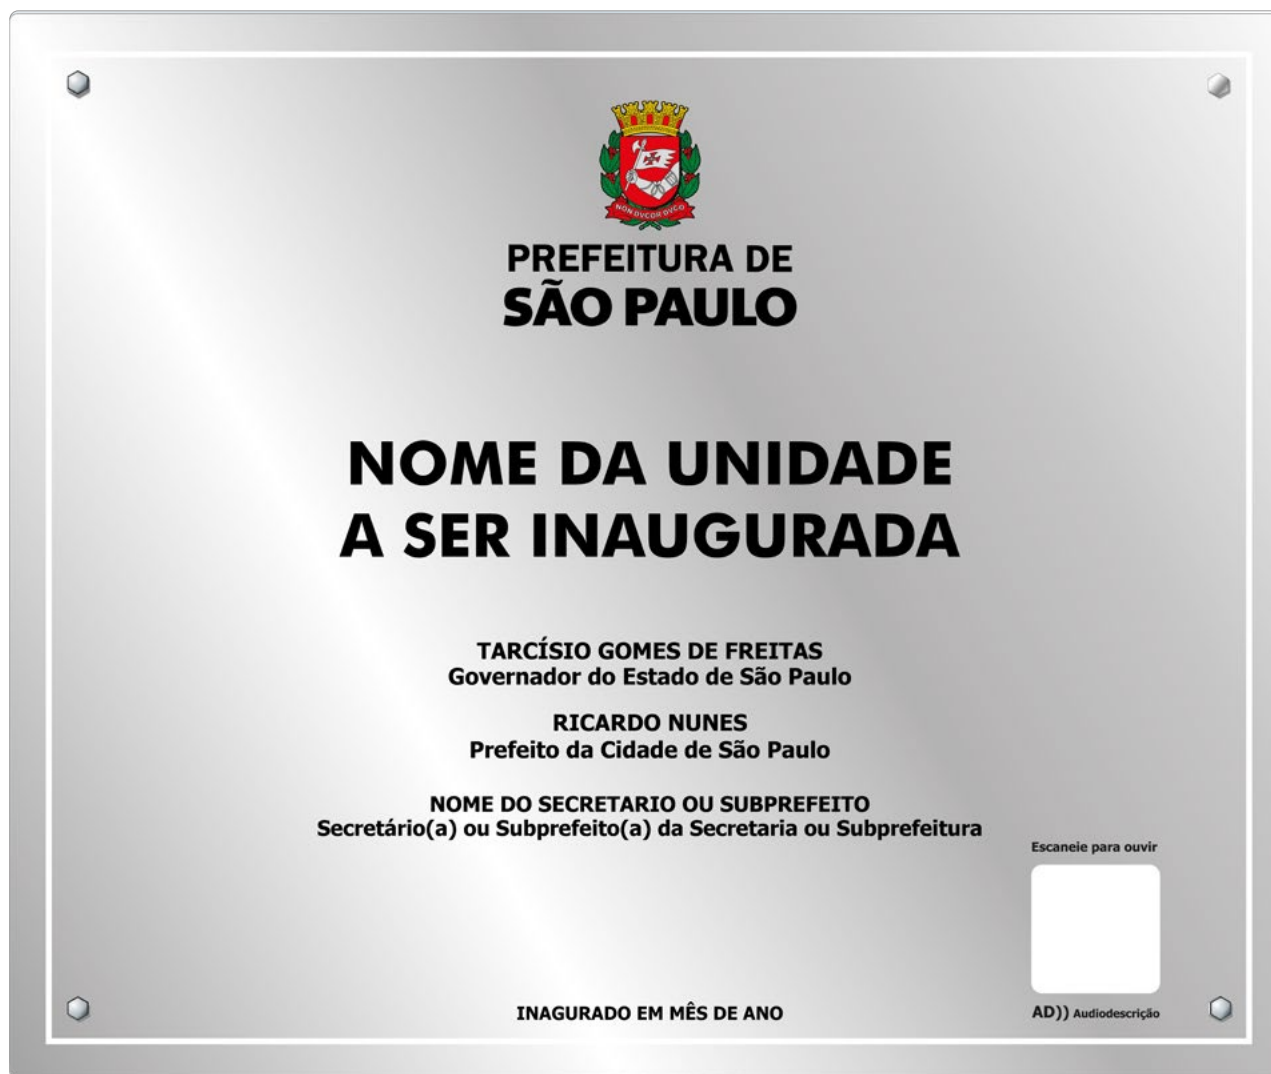 NON DVCOR DVCO
PREFEITURA DE
SÃO PAULO
NOME DA UNIDADE
A SER INAUGURADA
TARCÍSIO GOMES DE FREITAS
Governador do Estado de São Paulo
RICARDO NUNES
Prefeito da Cidade de São Paulo
NOME DO SECRETARIO OU SUBPREFEITO
Secretário(a) ou Subprefeito(a) da Secretaria ou Subprefeitura
Escaneie para ouvir
AD)) Audiodescrição
INAGURADO EM MÊS DE ANO